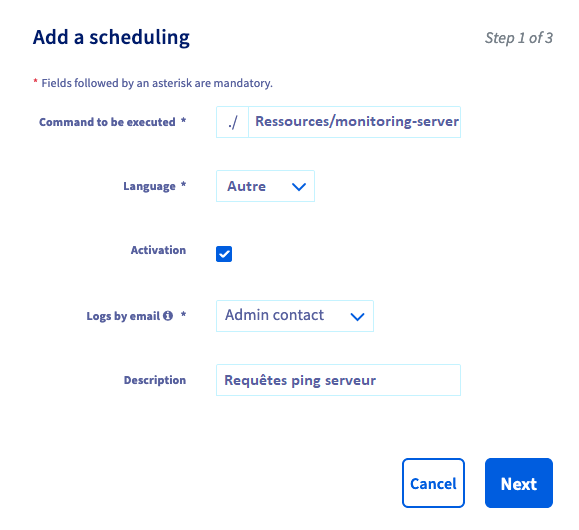 Add a scheduling
Step 1 of 3
* Fields followed by an asterisk are mandatory.
Command to be executed *
./ Ressources/monitoring-server
Language *
Autre
Activation
Logs by email *
Admin contact
Description
Requêtes ping serveur
Cancel
Next